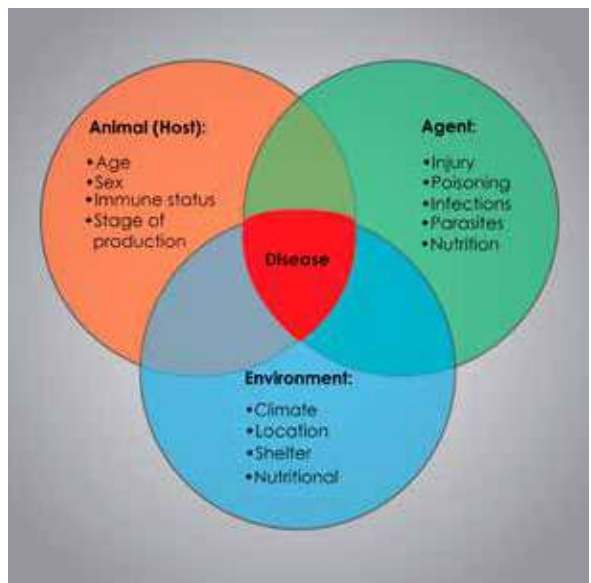 Animal (Host):
•Age
•Sex
•Immune status
•Stage of
production
Agent:
•Injury
•Poisoning
•Infections
•Parasites
•Nutrition
Disease
Environment:
•Climate
•Location
•Shelter
•Nutritional